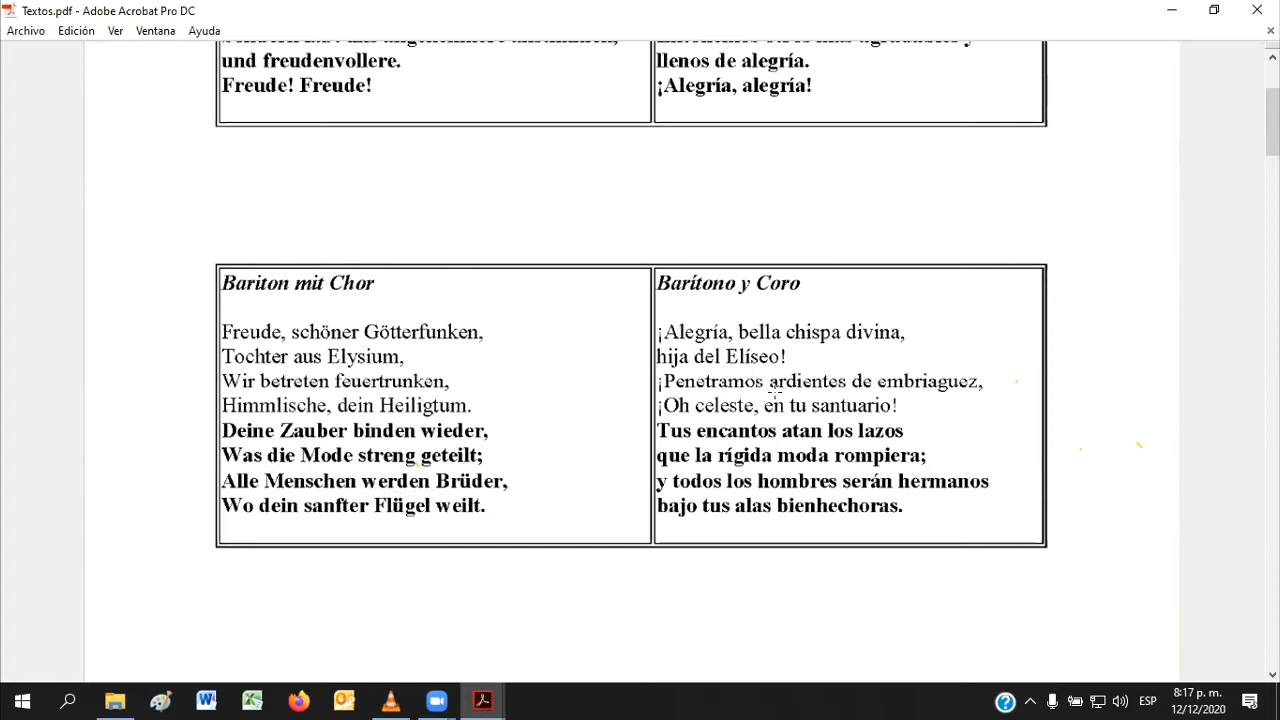 Textos.pdf - Adobe Acrobat Pro DC
Archivo Edición Ver Ventana Ayuda
und freudenvollere.
Freude! Freude!
llenos de alegría.
¡Alegría, alegría!
Bariton mit Chor
Freude, schöner Götterfunken,
Tochter aus Elysium,
Wir betreten feuertrunken,
Himmlische, dein Heiligtum.
Deine Zauber binden wieder,
Was die Mode streng geteilt;
Alle Menschen werden Brüder,
Wo dein sanfter Flügel weilt.
Barítono y Coro
¡Alegría, bella chispa divina,
hija del Elíseo!
¡Penetramos ardientes de embriaguez,
¡Oh celeste, en tu santuario!
Tus encantos atan los lazos
que la rígida moda rompiera;
y todos los hombres serán hermanos
bajo tus alas bienhechoras.
ESP
8:17 p. m.
12/12/2020